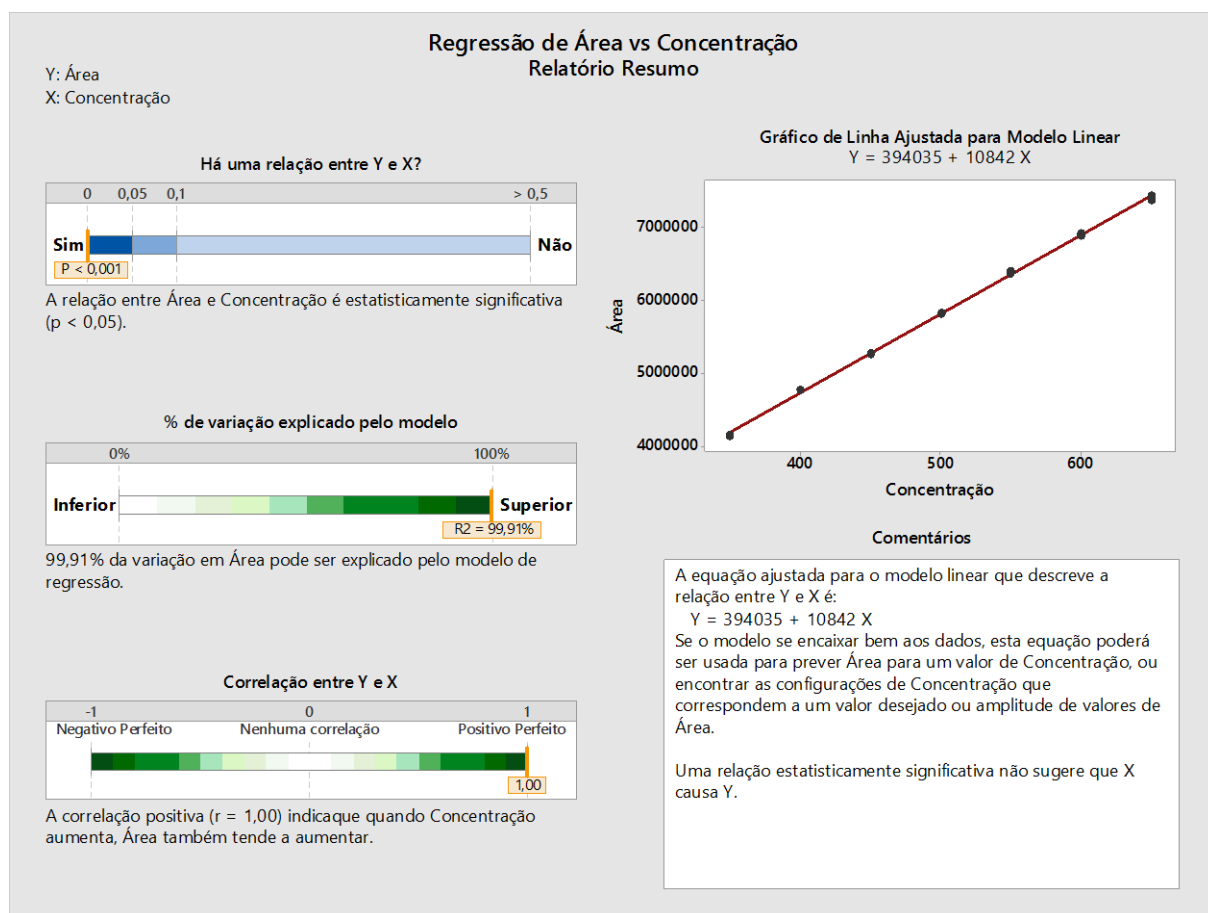 Regressão de Área vs Concentração
Relatório Resumo
Y: Área
X: Concentração
Há uma relação entre Y e X?
0 0,05 0,1 > 0,5
Sim Não
P < 0,001
A relação entre Área e Concentração é estatisticamente significativa
(p < 0,05).
% de variação explicado pelo modelo
0% 100%
Inferior Superior
R2 = 99,91%
99,91% da variação em Área pode ser explicado pelo modelo de
regressão.
Correlação entre Y e X
-1 0 1
Negativo Perfeito Nenhuma correlação Positivo Perfeito
1,00
A correlação positiva (r = 1,00) indicaque quando Concentração
aumenta, Área também tende a aumentar.
Gráfico de Linha Ajustada para Modelo Linear
Y = 394035 + 10842 X
7000000
6000000
5000000
4000000
Área
400 500 600
Concentração
Comentários
A equação ajustada para o modelo linear que descreve a
relação entre Y e X é:
Y = 394035 + 10842 X
Se o modelo se encaixar bem aos dados, esta equação poderá
ser usada para prever Área para um valor de Concentração, ou
encontrar as configurações de Concentração que
correspondem a um valor desejado ou amplitude de valores de
Área.
Uma relação estatisticamente significativa não sugere que X
causa Y.